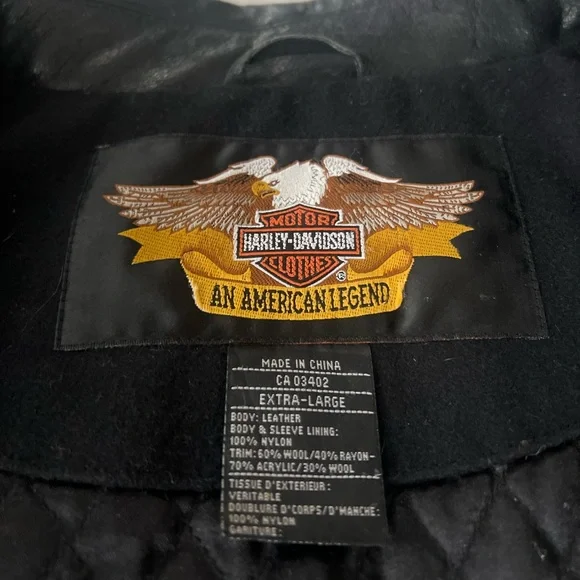 MOTOR
HARLEY-DAVIDSON
CLOTHES
®
AN AMERICAN LEGEND
MADE IN CHINA
CA 03402
EXTRA-LARGE
BODY: LEATHER
BODY & SLEEVE LINING:
100% NYLON
TRIM: 60% WOOL/40% RAYON-
70% ACRYLIC/30% WOOL
TISSUE D'EXTERIEUR:
VERITABLE
DOUBLURE D'CORPS/D'MANCHE:
100% NYLON
GARITURE: